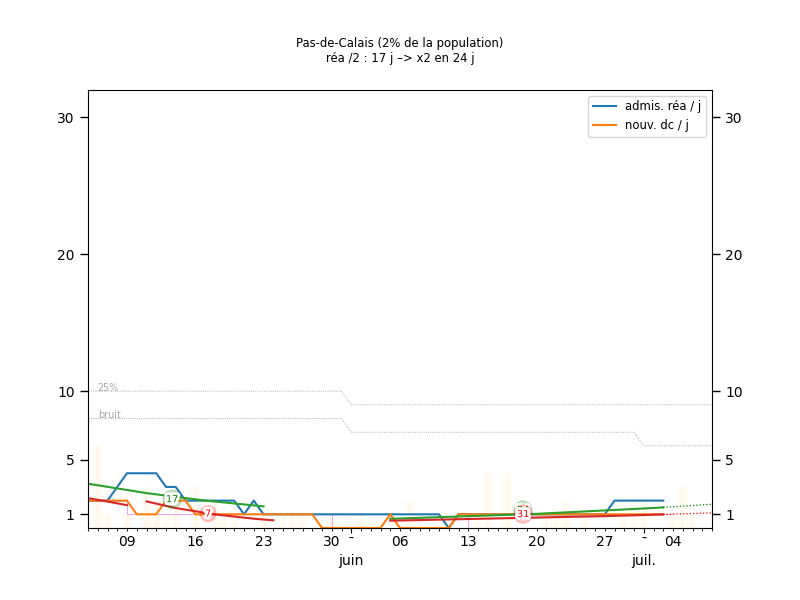 Pas-de-Calais (2% de la population)
réa /2 : 17 j –> x2 en 24 j
admis. réa / j
nouv. dc / j
30 30
20 20
10 10
25%
bruit
5 5
1 1
17
7
31
09 16 23 30 - 06 13 20 27 - 04
juin juil.